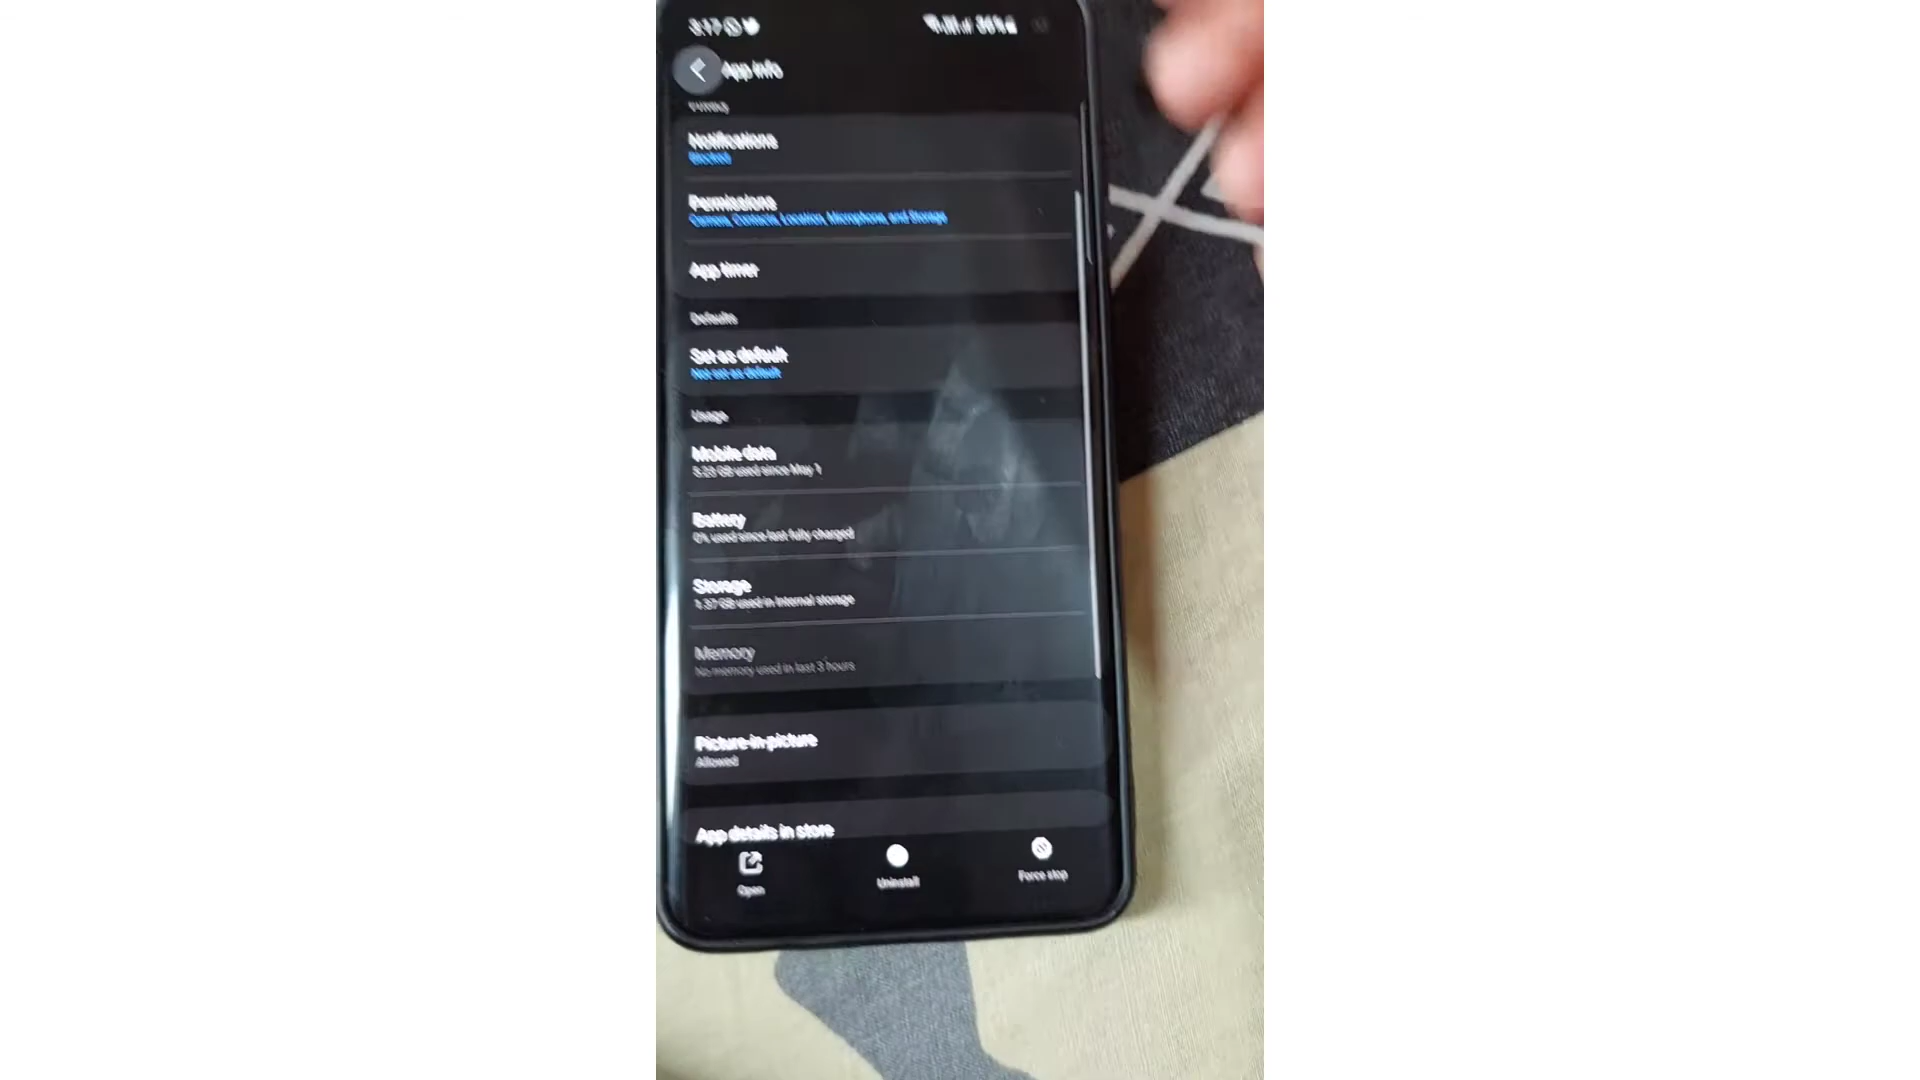 3:17 36%
App info
Privacy
Notifications
Blocked
Permissions
Camera, Contacts, Location, Microphone, and Storage
App timer
Defaults
Set as default
Not set as default
Usage
Mobile data
GB used since May 1
Battery
0% used since last fully charged
Storage
1.37 GB used in Internal storage
Memory
No memory used in last 3 hours
Picture-in-picture
Allowed
App details in store
Open
Uninstall
Force stop